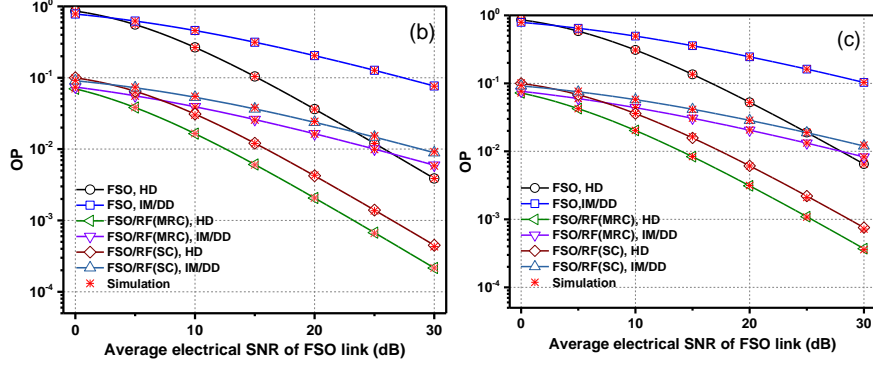 (b)
10^0
10^-1
10^-2
10^-3
10^-4
OP
FSO, HD
FSO, IM/DD
FSO/RF(MRC), HD
FSO/RF(MRC), IM/DD
FSO/RF(SC), HD
FSO/RF(SC), IM/DD
Simulation
0 10 20 30
Average electrical SNR of FSO link (dB)
(c)
10^0
10^-1
10^-2
10^-3
10^-4
OP
FSO, HD
FSO,IM/DD
FSO/RF(MRC), HD
FSO/RF(MRC), IM/DD
FSO/RF(SC), HD
FSO/RF(SC), IM/DD
Simulation
0 10 20 30
Average electrical SNR of FSO link (dB)